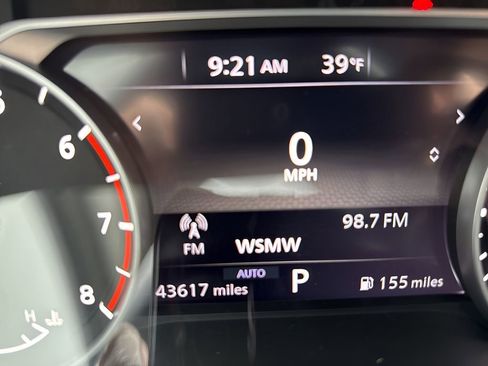 9:21 AM 39°F
5
6
7
8
H
0
MPH
98.7 FM
FM WSMW
AUTO
43617 miles P 155 miles